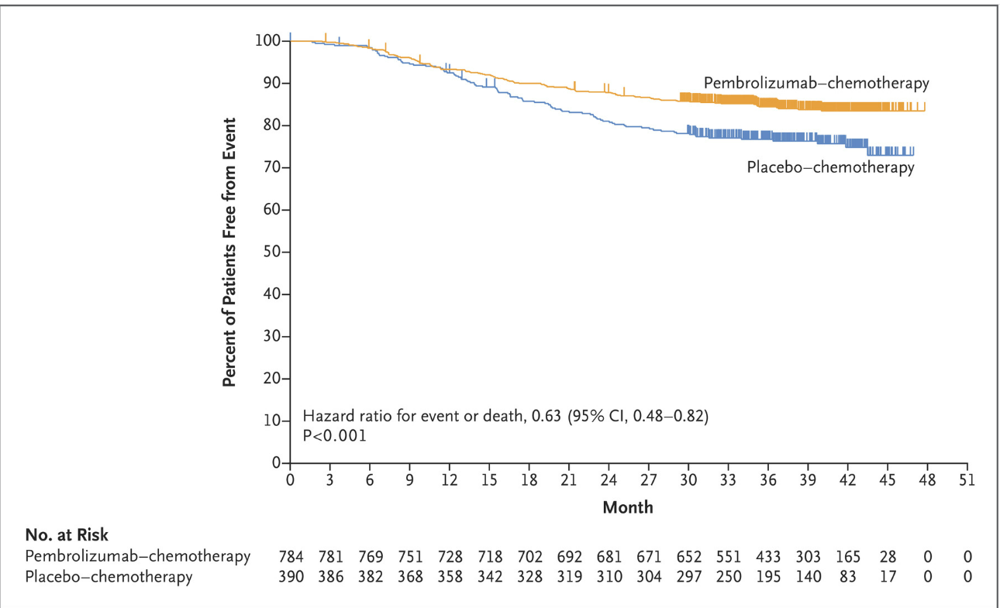 100
90
80
70
60
50
40
30
20
10
0
Percent of Patients Free from Event
Pembrolizumab–chemotherapy
Placebo–chemotherapy
Hazard ratio for event or death, 0.63 (95% CI, 0.48–0.82)
P<0.001
0 3 6 9 12 15 18 21 24 27 30 33 36 39 42 45 48 51
Month
No. at Risk
Pembrolizumab–chemotherapy 784 781 769 751 728 718 702 692 681 671 652 551 433 303 165 28 0 0
Placebo–chemotherapy 390 386 382 368 358 342 328 319 310 304 297 250 195 140 83 17 0 0